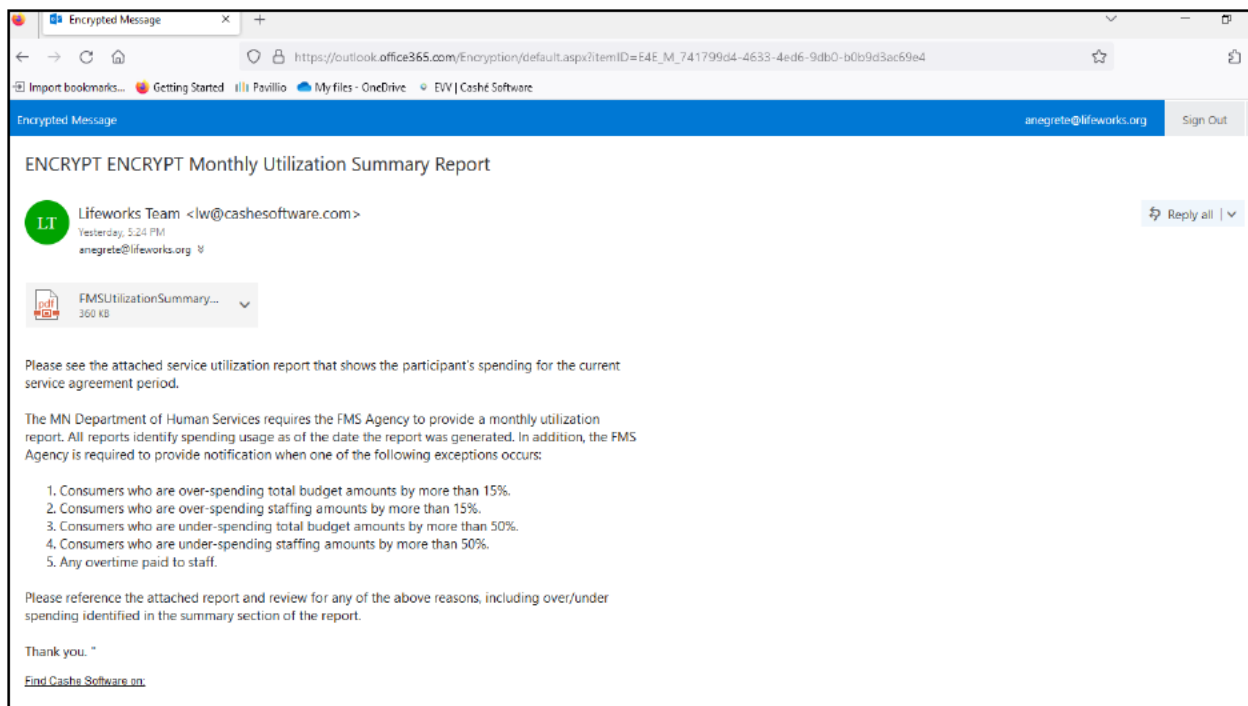 Encrypted Message
https://outlook.office365.com/Encryption/default.aspx?itemID=E4E_M_741799d4-4633-4ed6-9db0-b0b9d3ac69e4
Import bookmarks... Getting Started Pavillio My files - OneDrive EVV | Cashé Software
Encrypted Message anegrete@lifeworks.org Sign Out
ENCRYPT ENCRYPT Monthly Utilization Summary Report
LT
Lifeworks Team <lw@cashesoftware.com>
Reply all
Yesterday, 5:24 PM
anegrete@lifeworks.org
pdf
FMSUtilizationSummary...
360 KB
Please see the attached service utilization report that shows the participant's spending for the current
service agreement period.
The MN Department of Human Services requires the FMS Agency to provide a monthly utilization
report. All reports identify spending usage as of the date the report was generated. In addition, the FMS
Agency is required to provide notification when one of the following exceptions occurs:
1. Consumers who are over-spending total budget amounts by more than 15%.
2. Consumers who are over-spending staffing amounts by more than 15%.
3. Consumers who are under-spending total budget amounts by more than 50%.
4. Consumers who are under-spending staffing amounts by more than 50%.
5. Any overtime paid to staff.
Please reference the attached report and review for any of the above reasons, including over/under
spending identified in the summary section of the report.
Thank you. "
Find Cashe Software on: